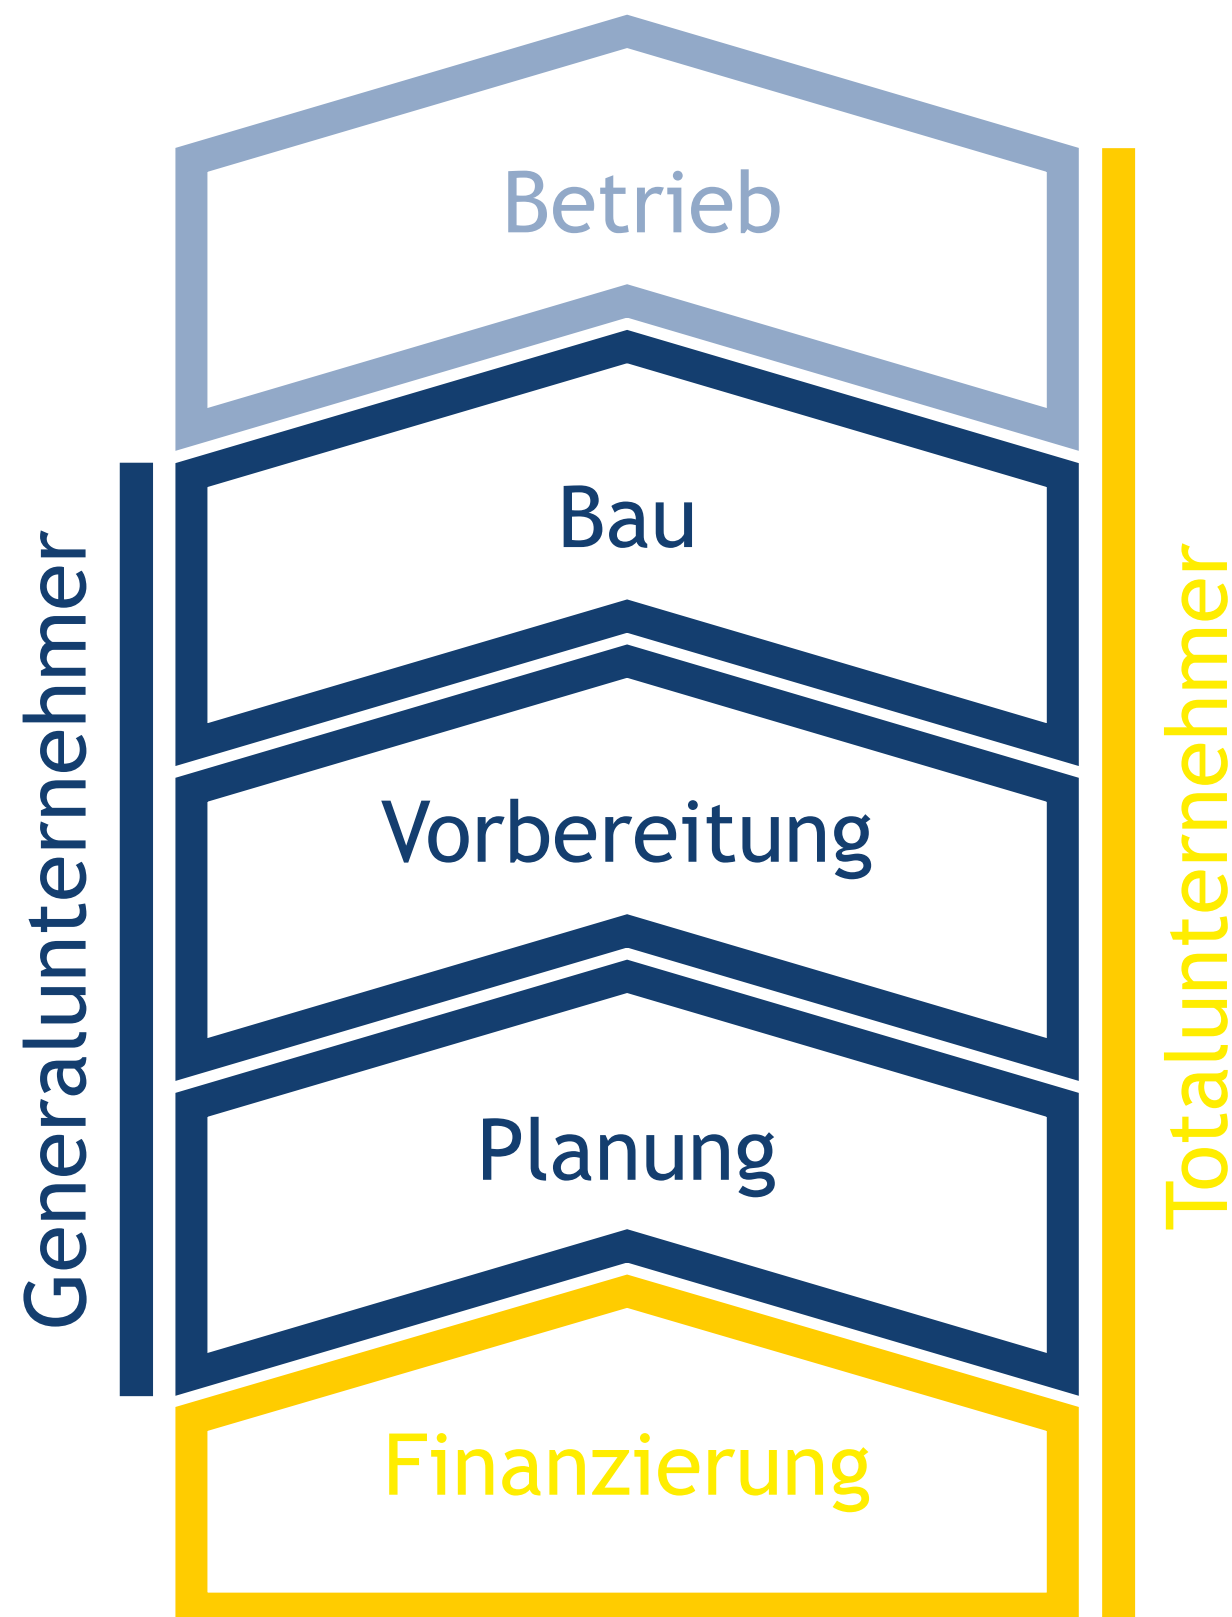 Betrieb
Bau
Vorbereitung
Planung
Finanzierung
Generalunternehmer
Totalunternehmer